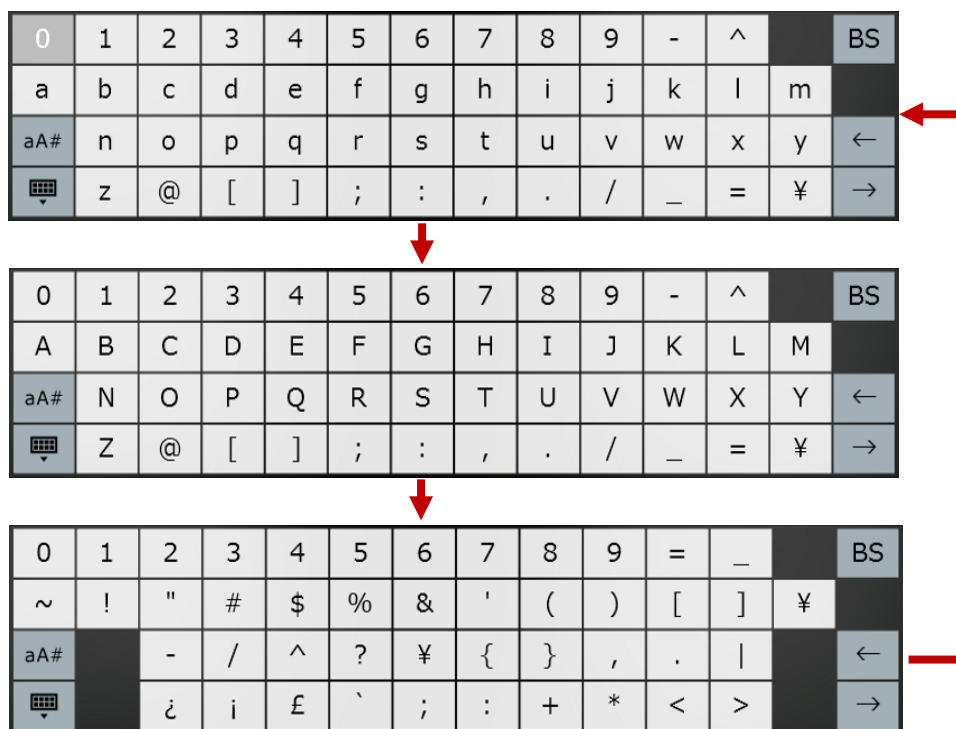 0 1 2 3 4 5 6 7 8 9 - ^ BS
a b c d e f g h i j k l m
aA# n o p q r s t u v w x y ←
z @ [ ] ; : , . / _ = ¥ →
0 1 2 3 4 5 6 7 8 9 - ^ BS
A B C D E F G H I J K L M
aA# N O P Q R S T U V W X Y ←
Z @ [ ] ; : , . / _ = ¥ →
0 1 2 3 4 5 6 7 8 9 = _ BS
~ ! " # $ % & ' ( ) [ ] ¥
aA# - / ^ ? ¥ { } , . | ←
¿ ¡ £ ` ; : + * < > →